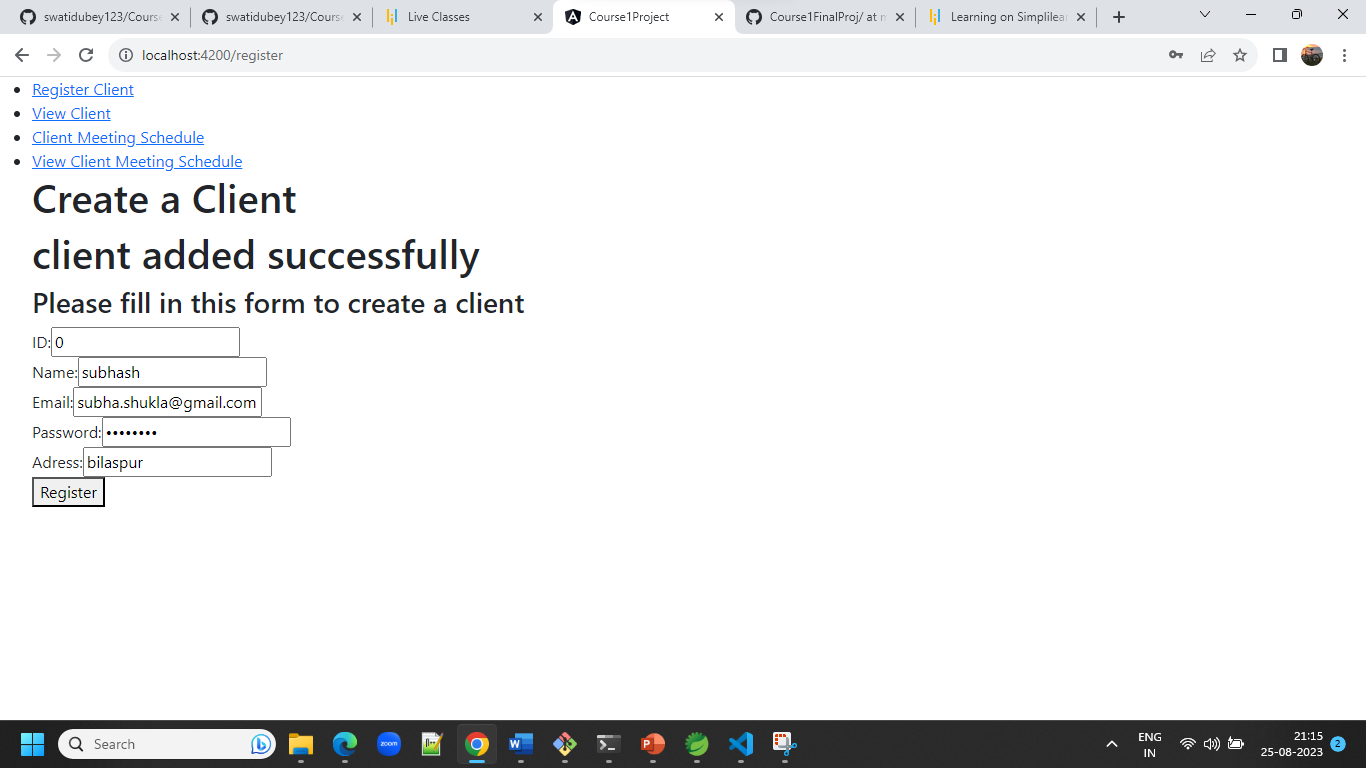 swatidubey123/Course
swatidubey123/Course
Live Classes
Course1Project
Course1FinalProj/ at m
Learning on Simplilear
localhost:4200/register
Register Client
View Client
Client Meeting Schedule
View Client Meeting Schedule
Create a Client
client added successfully
Please fill in this form to create a client
ID:0
Name:subhash
Email:subha.shukla@gmail.com
Password:••••••••
Adress:bilaspur
Register
Search
zoom
ENG
IN
21:15
25-08-2023
2